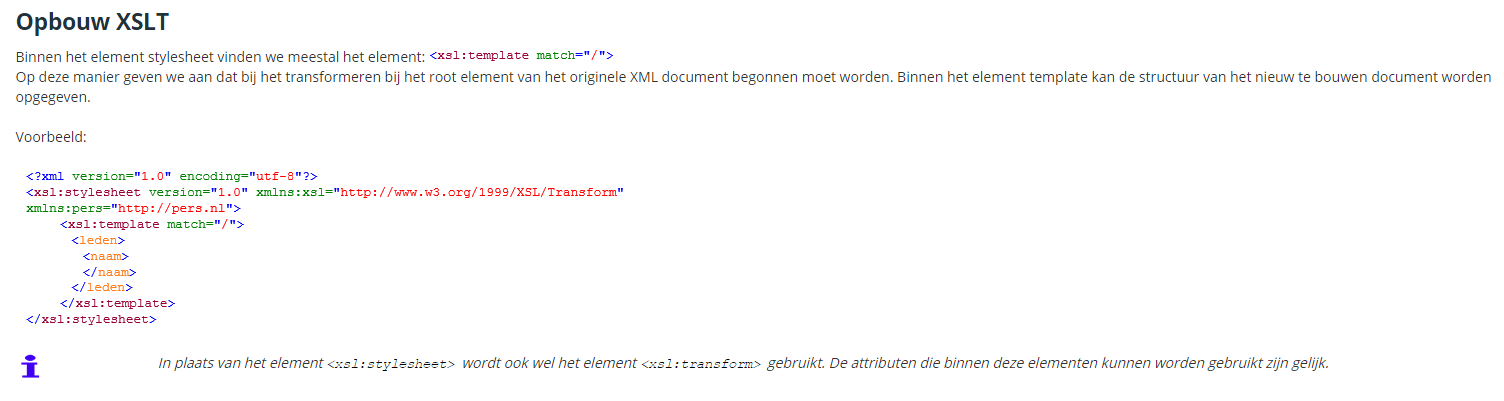 Opbouw XSLT
Binnen het element stylesheet vinden we meestal het element: <xsl:template match="/">
Op deze manier geven we aan dat bij het transformeren bij het root element van het originele XML document begonnen moet worden. Binnen het element template kan de structuur van het nieuw te bouwen document worden
opgegeven.
Voorbeeld:
<?xml version="1.0" encoding="utf-8"?>
<xsl:stylesheet version="1.0" xmlns:xsl="http://www.w3.org/1999/XSL/Transform"
xmlns:pers="http://pers.nl">
<xsl:template match="/">
<leden>
<naam>
</naam>
</leden>
</xsl:template>
</xsl:stylesheet>
In plaats van het element <xsl:stylesheet> wordt ook wel het element <xsl:transform> gebruikt. De attributen die binnen deze elementen kunnen worden gebruikt zijn gelijk.